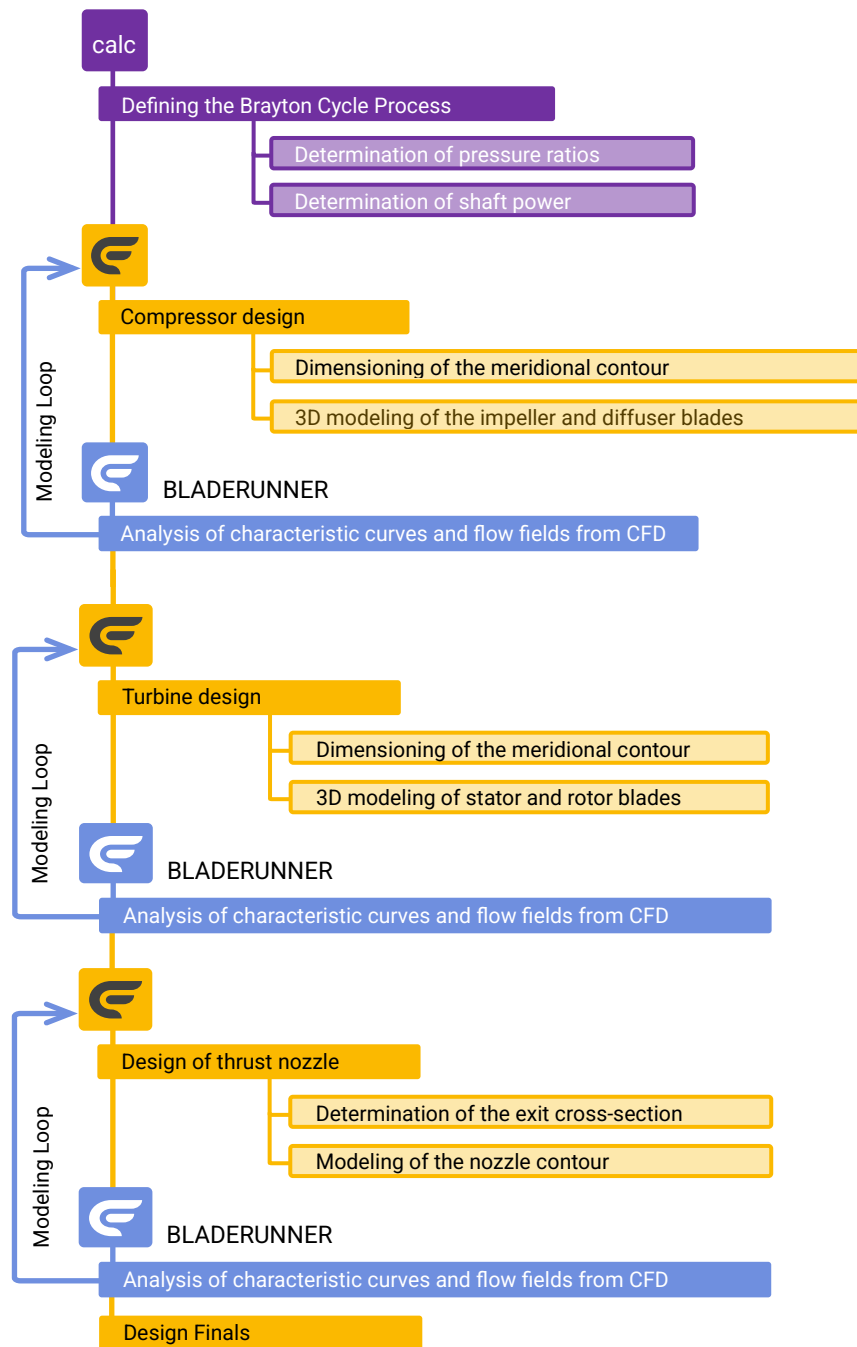 calc
Defining the Brayton Cycle Process
Determination of pressure ratios
Determination of shaft power
Compressor design
Dimensioning of the meridional contour
3D modeling of the impeller and diffuser blades
Modeling Loop
BLADERUNNER
Analysis of characteristic curves and flow fields from CFD
Turbine design
Dimensioning of the meridional contour
3D modeling of stator and rotor blades
Modeling Loop
BLADERUNNER
Analysis of characteristic curves and flow fields from CFD
Design of thrust nozzle
Determination of the exit cross-section
Modeling of the nozzle contour
Modeling Loop
BLADERUNNER
Analysis of characteristic curves and flow fields from CFD
Design Finals